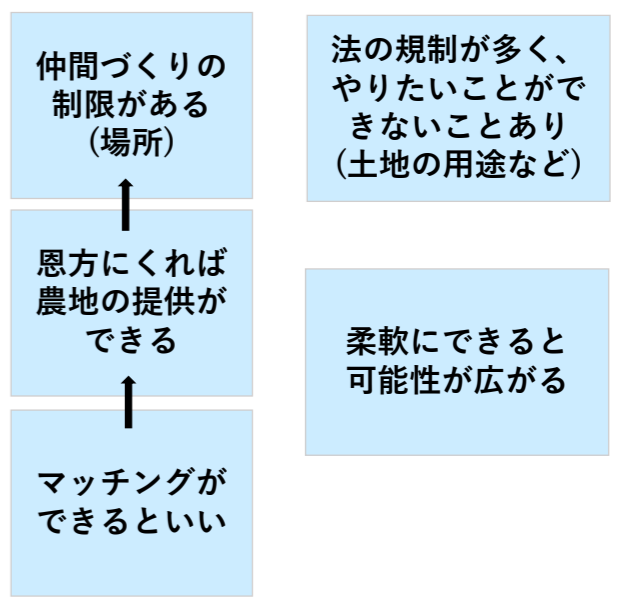 仲間づくりの
制限がある
(場所)
恩方にくれば
農地の提供が
できる
マッチングが
できるといい
法の規制が多く、
やりたいことがで
きないことあり
(土地の用途など)
柔軟にできると
可能性が広がる